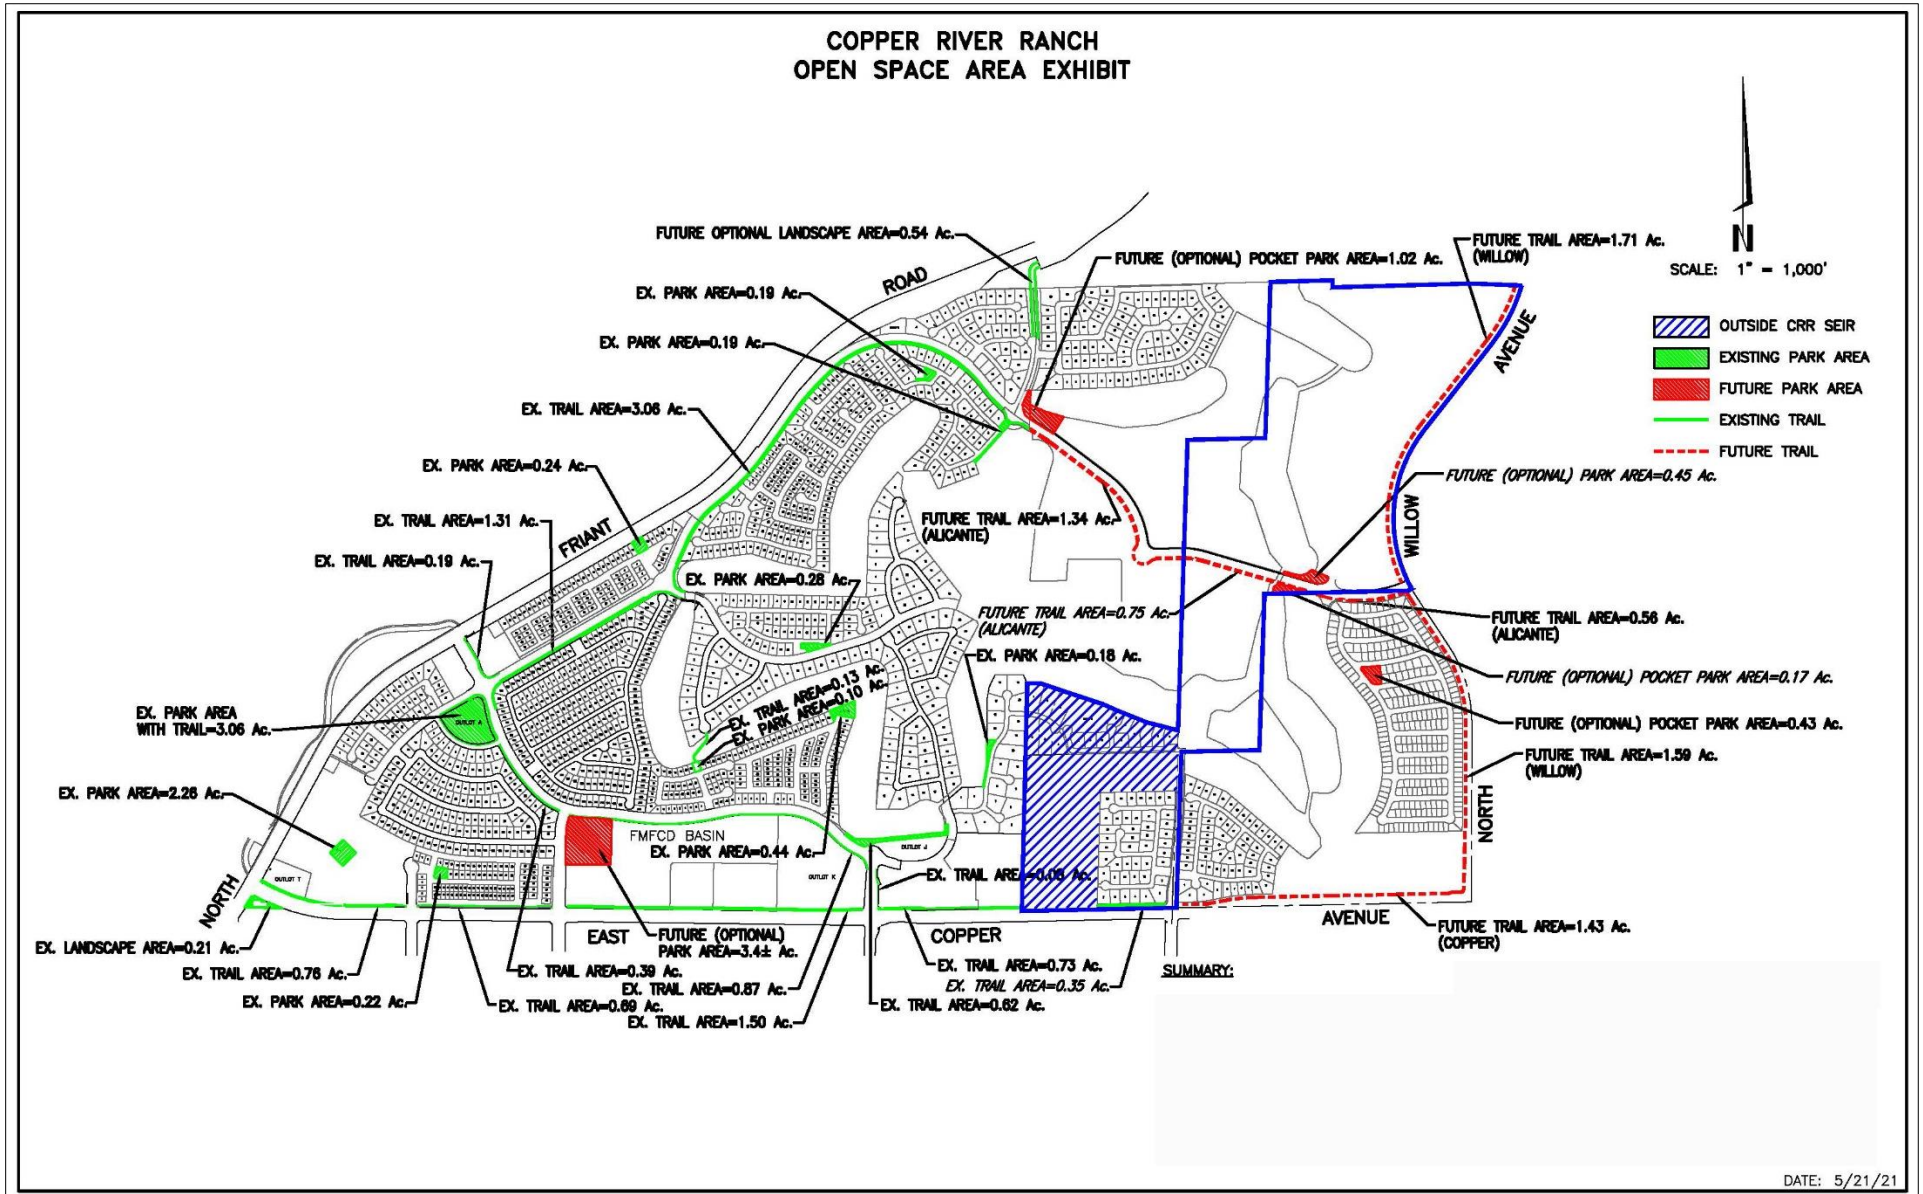 COPPER RIVER RANCH
OPEN SPACE AREA EXHIBIT
N
SCALE: 1" = 1,000'
OUTSIDE CRR SEIR
EXISTING PARK AREA
FUTURE PARK AREA
EXISTING TRAIL
FUTURE TRAIL
FUTURE OPTIONAL LANDSCAPE AREA=0.54 Ac.
FUTURE (OPTIONAL) POCKET PARK AREA=1.02 Ac.
FUTURE TRAIL AREA=1.71 Ac.
(WILLOW)
ROAD
EX. PARK AREA=0.19 Ac.
EX. PARK AREA=0.19 Ac.
AVENUE
EX. TRAIL AREA=3.06 Ac.
EX. PARK AREA=0.24 Ac.
FUTURE (OPTIONAL) PARK AREA=0.45 Ac.
EX. TRAIL AREA=1.31 Ac.
FRIANT
FUTURE TRAIL AREA=1.34 Ac.
(ALICANTE)
WILLOW
EX. TRAIL AREA=0.19 Ac.
EX. PARK AREA=0.28 Ac.
FUTURE TRAIL AREA=0.75 Ac.
(ALICANTE)
FUTURE TRAIL AREA=0.56 Ac.
(ALICANTE)
EX. PARK AREA=0.18 Ac.
FUTURE (OPTIONAL) POCKET PARK AREA=0.17 Ac.
EX. TRAIL AREA=0.13 Ac.
EX. PARK AREA=0.10 Ac.
EX. PARK AREA
WITH TRAIL=3.06 Ac.
OUTLOT A
FUTURE (OPTIONAL) POCKET PARK AREA=0.43 Ac.
FUTURE TRAIL AREA=1.59 Ac.
(WILLOW)
EX. PARK AREA=2.26 Ac.
NORTH
FMFCD BASIN
EX. PARK AREA=0.44 Ac.
OUTLOT J
OUTLOT T
OUTLOT K
EX. TRAIL AREA=0.09 Ac.
NORTH
EAST
COPPER
AVENUE
FUTURE (OPTIONAL)
PARK AREA=3.4± Ac.
FUTURE TRAIL AREA=1.43 Ac.
(COPPER)
EX. LANDSCAPE AREA=0.21 Ac.
EX. TRAIL AREA=0.76 Ac.
EX. TRAIL AREA=0.39 Ac.
EX. TRAIL AREA=0.73 Ac.
SUMMARY:
EX. TRAIL AREA=0.87 Ac.
EX. TRAIL AREA=0.35 Ac.
EX. PARK AREA=0.22 Ac.
EX. TRAIL AREA=0.69 Ac.
EX. TRAIL AREA=0.62 Ac.
EX. TRAIL AREA=1.50 Ac.
DATE: 5/21/21